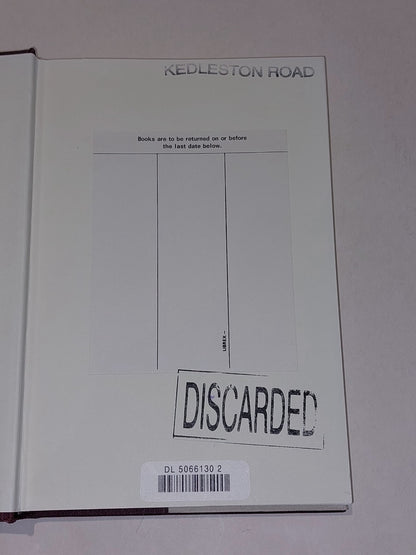 KEDLESTON ROAD
Books are to be returned on or before
the last date below.
LIBREX –
DISCARDED
DL 5066130 2